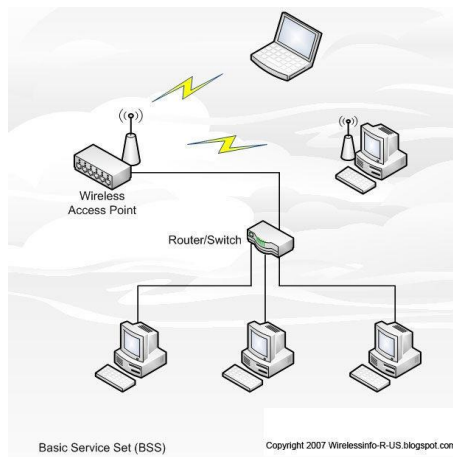 Wireless
Access Point
Router/Switch
Basic Service Set (BSS)
Copyright 2007 Wirelessinfo-R-US.blogspot.com